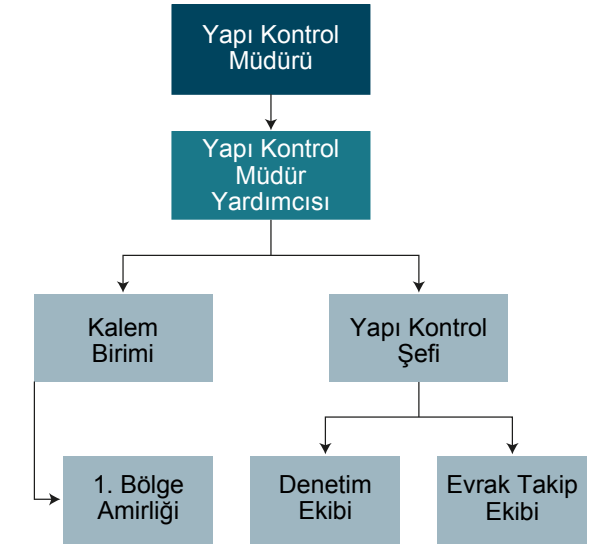 Yapı Kontrol
Müdürü
Yapı Kontrol
Müdür
Yardımcısı
Kalem
Birimi
Yapı Kontrol
Şefi
1. Bölge
Amirliği
Denetim
Ekibi
Evrak Takip
Ekibi